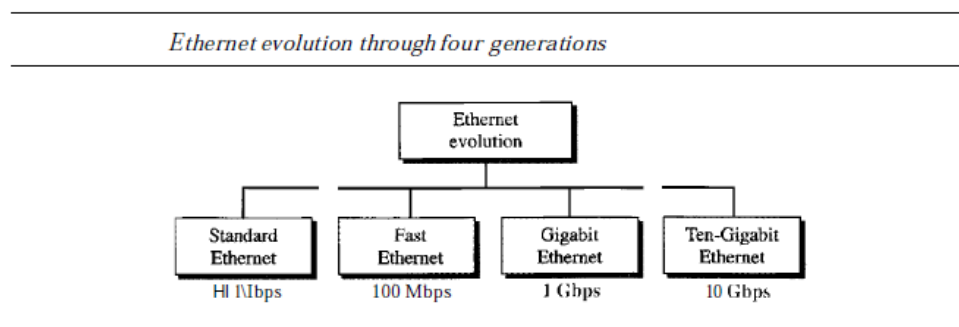 Ethernet evolution through four generations
Ethernet
evolution
Standard
Ethernet
Fast
Ethernet
Gigabit
Ethernet
Ten-Gigabit
Ethernet
HI I\Ibps
100 Mbps
1 Gbps
10 Gbps